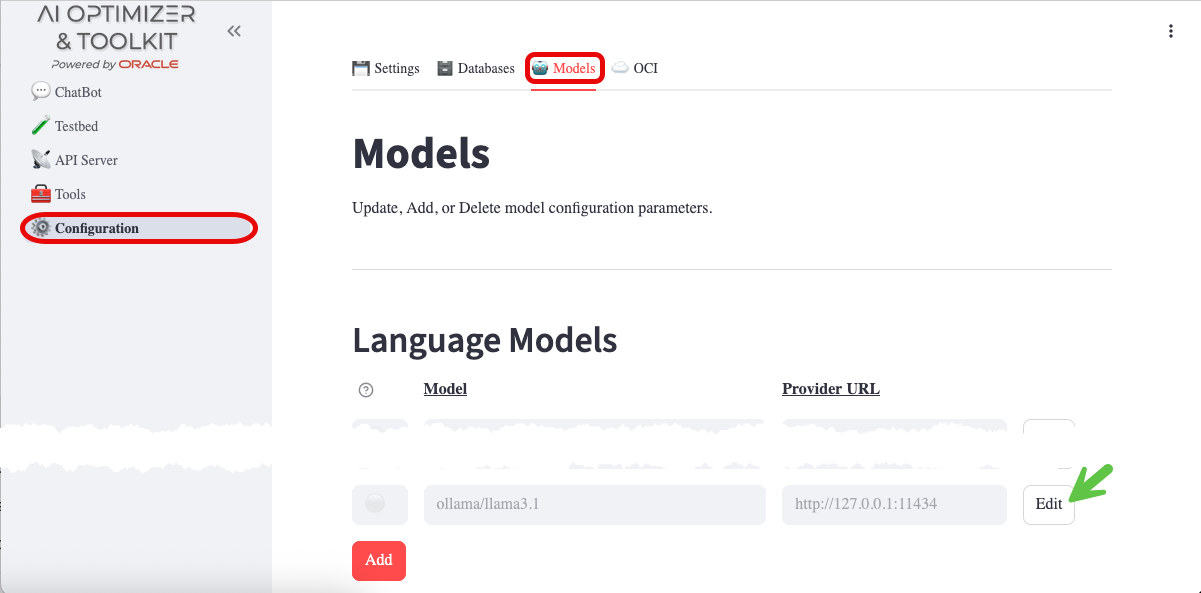 AI OPTIMIZER
& TOOLKIT
Powered by ORACLE
ChatBot
Testbed
API Server
Tools
Configuration
Settings
Databases
Models
OCI
Models
Update, Add, or Delete model configuration parameters.
Language Models
Model
Provider URL
ollama/llama3.1
http://127.0.0.1:11434
Edit
Add